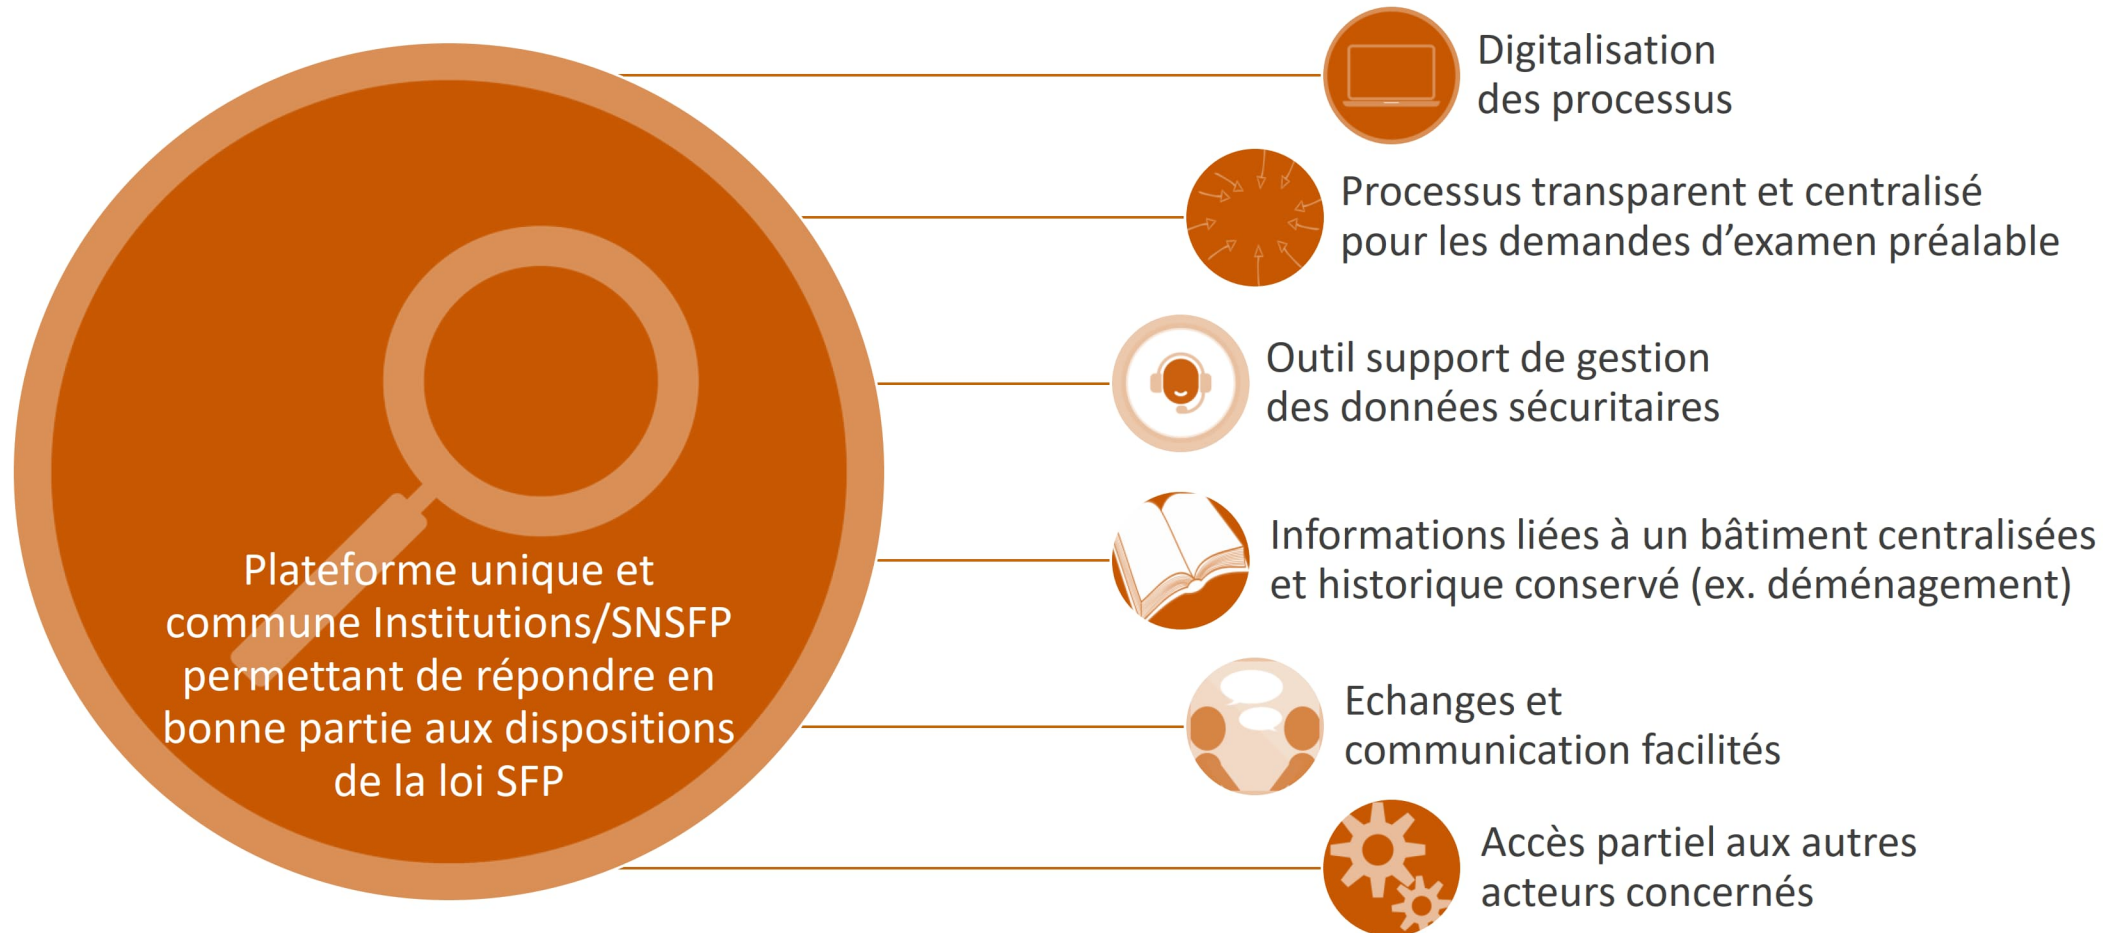 Plateforme unique et
commune Institutions/SNSFP
permettant de répondre en
bonne partie aux dispositions
de la loi SFP
Digitalisation
des processus
Processus transparent et centralisé
pour les demandes d’examen préalable
Outil support de gestion
des données sécuritaires
Informations liées à un bâtiment centralisées
et historique conservé (ex. déménagement)
Echanges et
communication facilités
Accès partiel aux autres
acteurs concernés